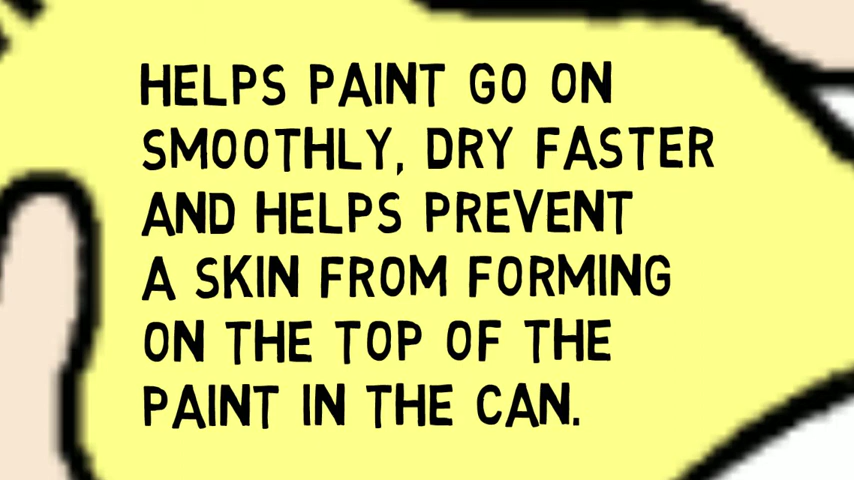 HELPS PAINT GO ON
SMOOTHLY, DRY FASTER
AND HELPS PREVENT
A SKIN FROM FORMING
ON THE TOP OF THE
PAINT IN THE CAN.